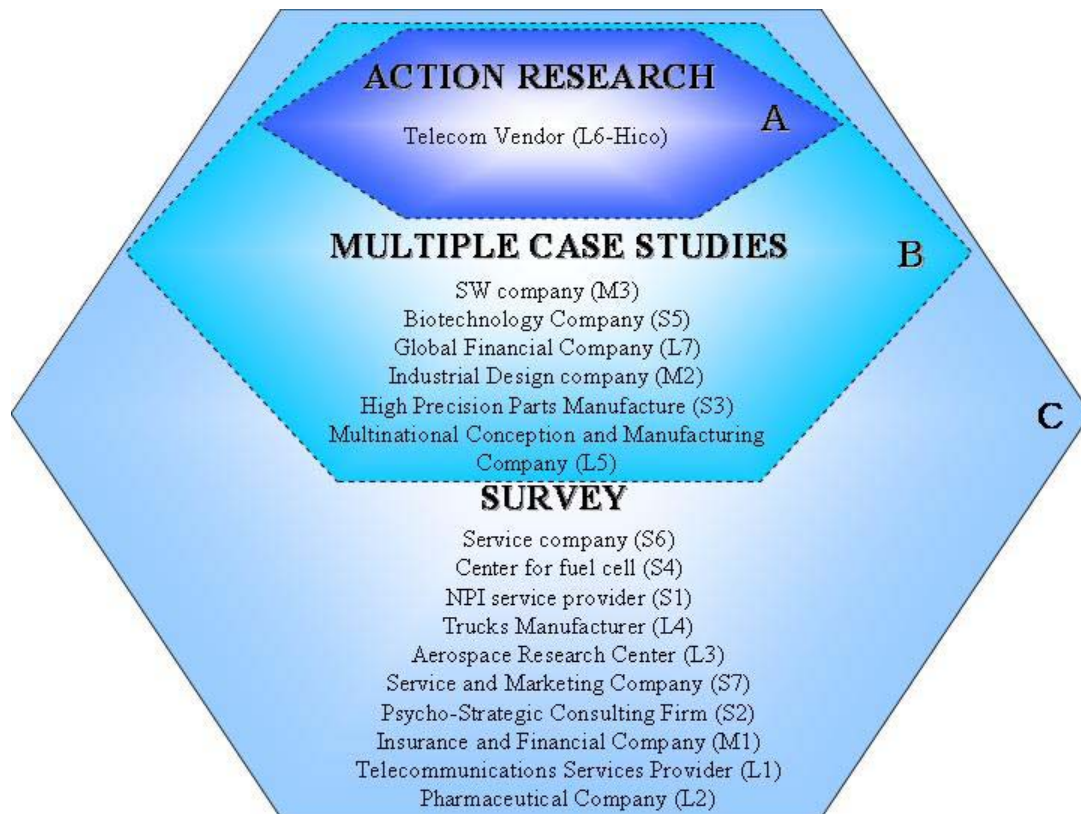 ACTION RESEARCH
A
Telecom Vendor (L6-Hico)
MULTIPLE CASE STUDIES
B
SW company (M3)
Biotechnology Company (S5)
Global Financial Company (L7)
Industrial Design company (M2)
High Precision Parts Manufacture (S3)
Multinational Conception and Manufacturing
Company (L5)
C
SURVEY
Service company (S6)
Center for fuel cell (S4)
NPI service provider (S1)
Trucks Manufacturer (L4)
Aerospace Research Center (L3)
Service and Marketing Company (S7)
Psycho-Strategic Consulting Firm (S2)
Insurance and Financial Company (M1)
Telecommunications Services Provider (L1)
Pharmaceutical Company (L2)